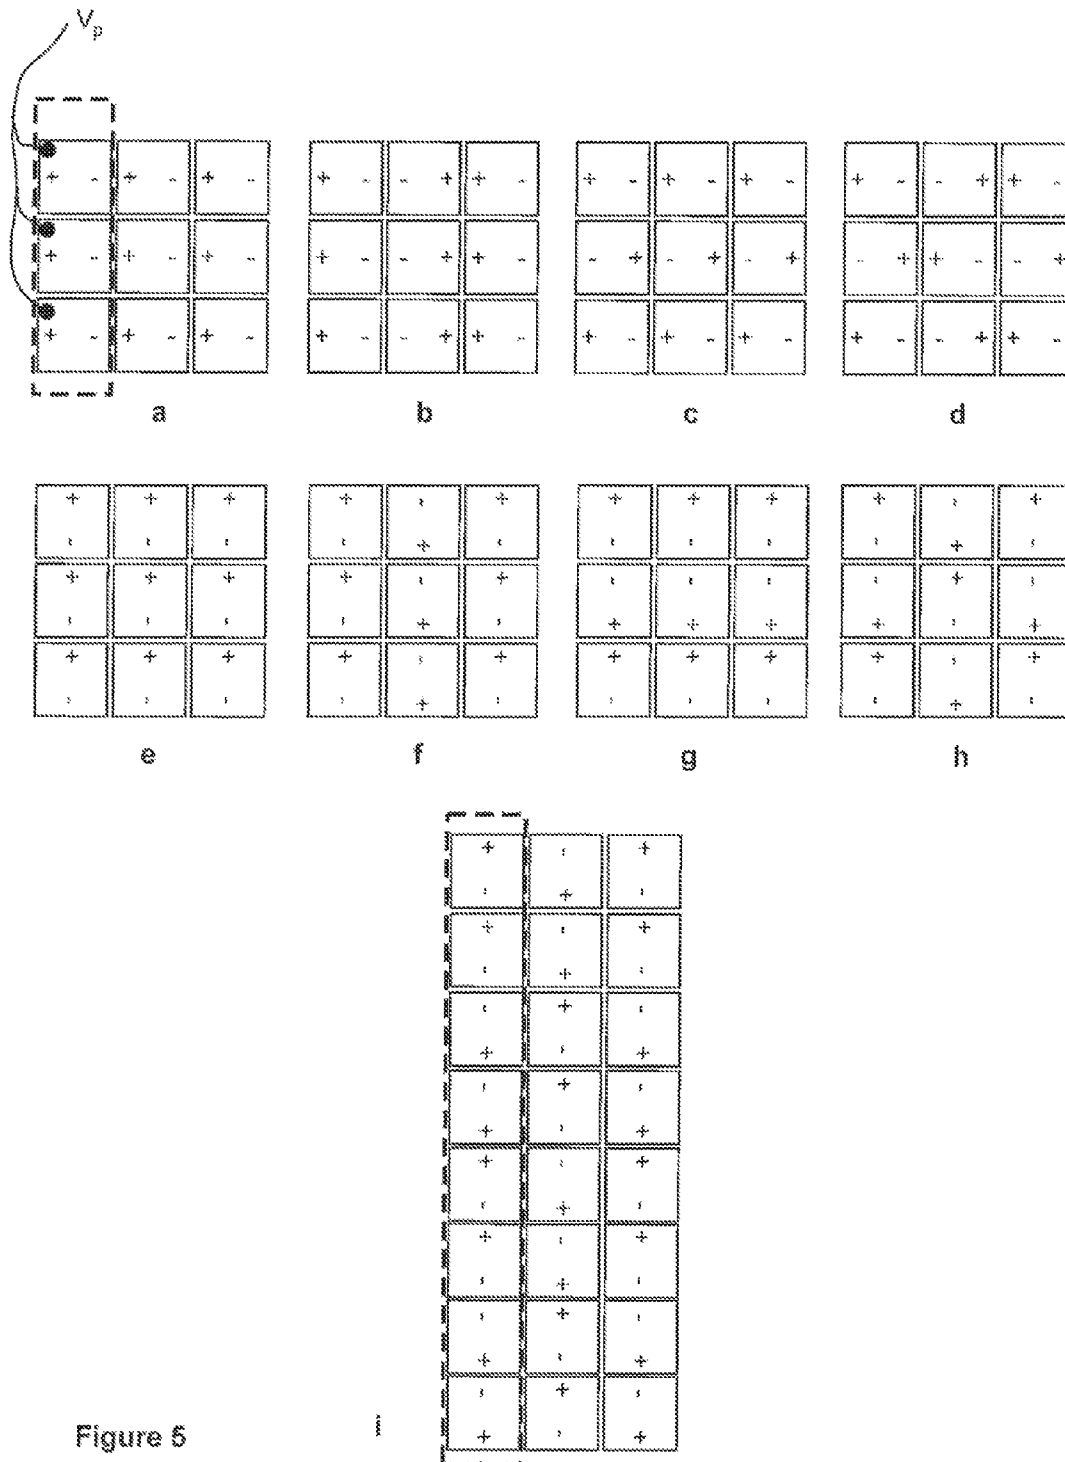 Vp
+ - + - + -
+ - + - + -
+ - + - + -
a
+ - - + + -
+ - - + + -
+ - - + + -
b
+ - + - + -
- + - + - +
+ - + - + -
c
+ - - + + -
- + + - - +
+ - - + + -
d
+ + +
- - -
+ + +
- - -
+ + +
- - -
e
+ - +
- + -
+ - +
- + -
+ - +
- + -
f
+ + +
- - -
- - -
+ + +
+ + +
- - -
g
+ - +
- + -
- + -
+ - +
+ - +
- + -
h
+ - +
- + -
+ - +
- + -
- + -
+ - +
- + -
+ - +
+ - +
- + -
+ - +
- + -
- + -
+ - +
- + -
+ - +
i
Figure 5